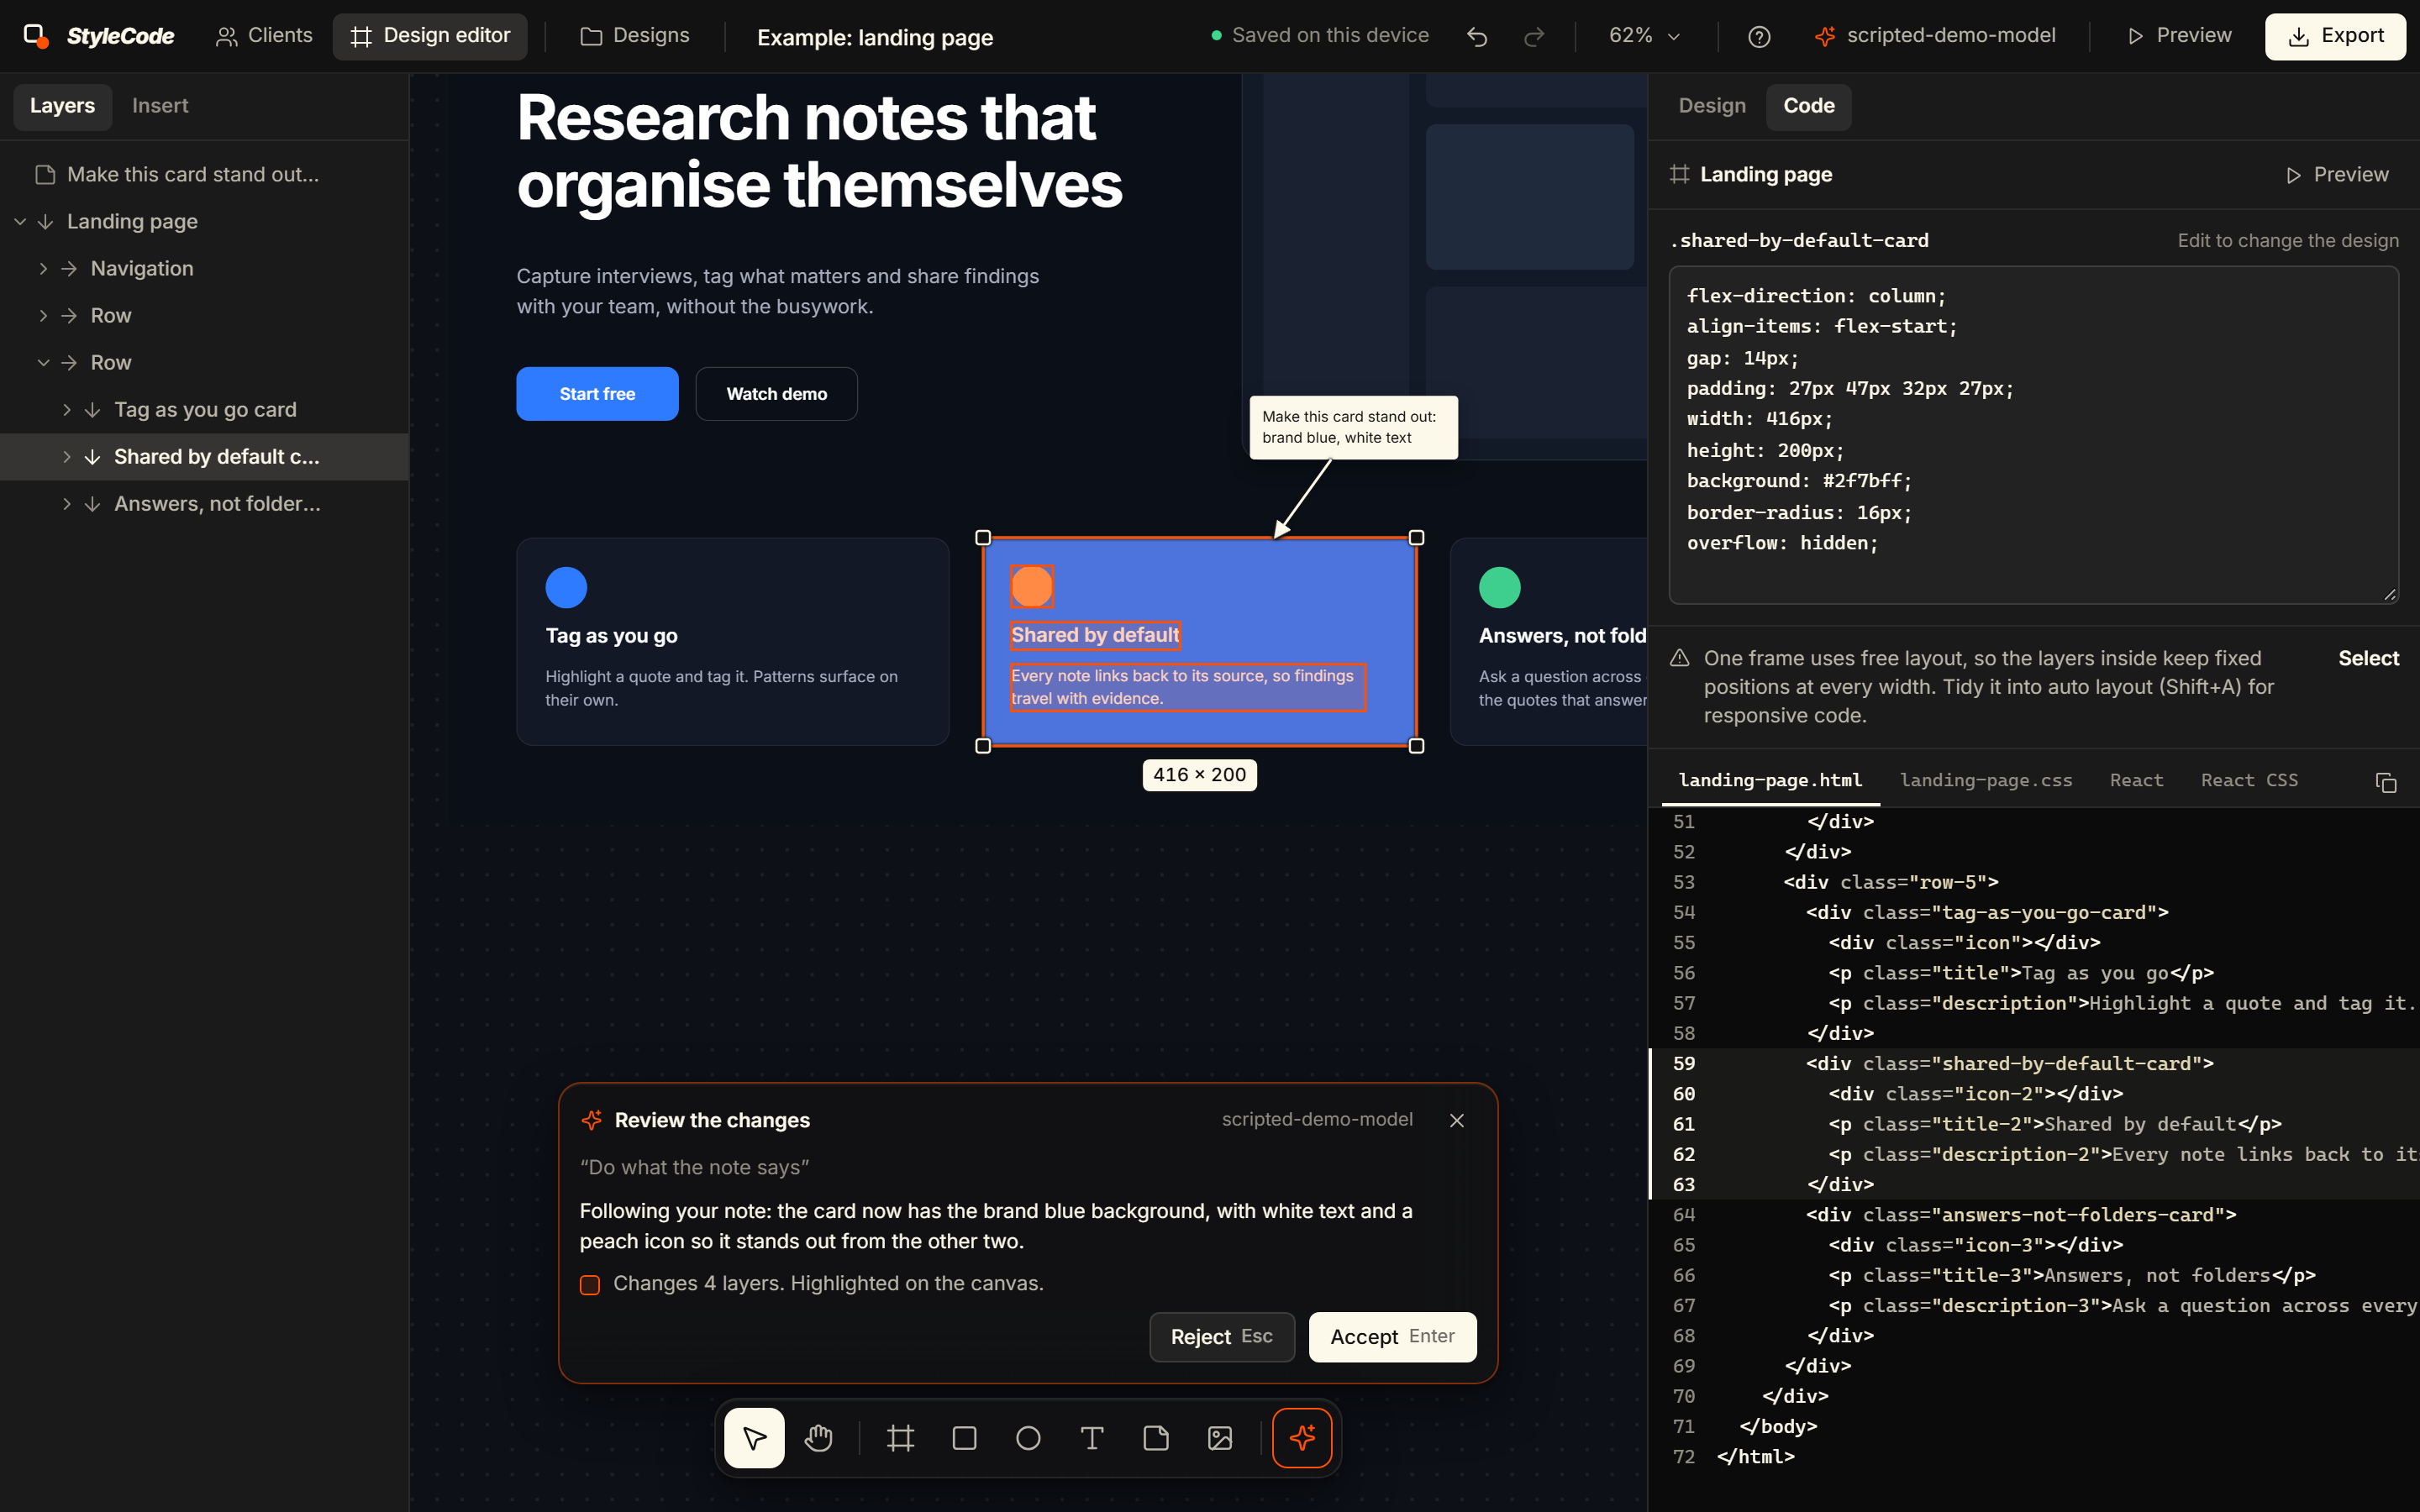 StyleCode
Clients
Design editor
Designs
Example: landing page
Saved on this device
62%
scripted-demo-model
Preview
Export
Layers
Insert
Make this card stand out...
Landing page
Navigation
Row
Row
Tag as you go card
Shared by default c...
Answers, not folder...
Research notes that
organise themselves
Capture interviews, tag what matters and share findings
with your team, without the busywork.
Start free
Watch demo
Make this card stand out:
brand blue, white text
Tag as you go
Highlight a quote and tag it. Patterns surface on
their own.
Shared by default
Every note links back to its source, so findings
travel with evidence.
416 × 200
Answers, not fold
Ask a question across
the quotes that answer
Review the changes
scripted-demo-model
“Do what the note says”
Following your note: the card now has the brand blue background, with white text and a
peach icon so it stands out from the other two.
Changes 4 layers. Highlighted on the canvas.
Reject Esc
Accept Enter
Design
Code
Landing page
Preview
.shared-by-default-card
Edit to change the design
flex-direction: column;
align-items: flex-start;
gap: 14px;
padding: 27px 47px 32px 27px;
width: 416px;
height: 200px;
background: #2f7bff;
border-radius: 16px;
overflow: hidden;
One frame uses free layout, so the layers inside keep fixed
positions at every width. Tidy it into auto layout (Shift+A) for
responsive code.
Select
landing-page.html
landing-page.css
React
React CSS
51 </div>
52 </div>
53 <div class="row-5">
54 <div class="tag-as-you-go-card">
55 <div class="icon"></div>
56 <p class="title">Tag as you go</p>
57 <p class="description">Highlight a quote and tag it.
58 </div>
59 <div class="shared-by-default-card">
60 <div class="icon-2"></div>
61 <p class="title-2">Shared by default</p>
62 <p class="description-2">Every note links back to it
63 </div>
64 <div class="answers-not-folders-card">
65 <div class="icon-3"></div>
66 <p class="title-3">Answers, not folders</p>
67 <p class="description-3">Ask a question across every
68 </div>
69 </div>
70 </div>
71 </body>
72 </html>